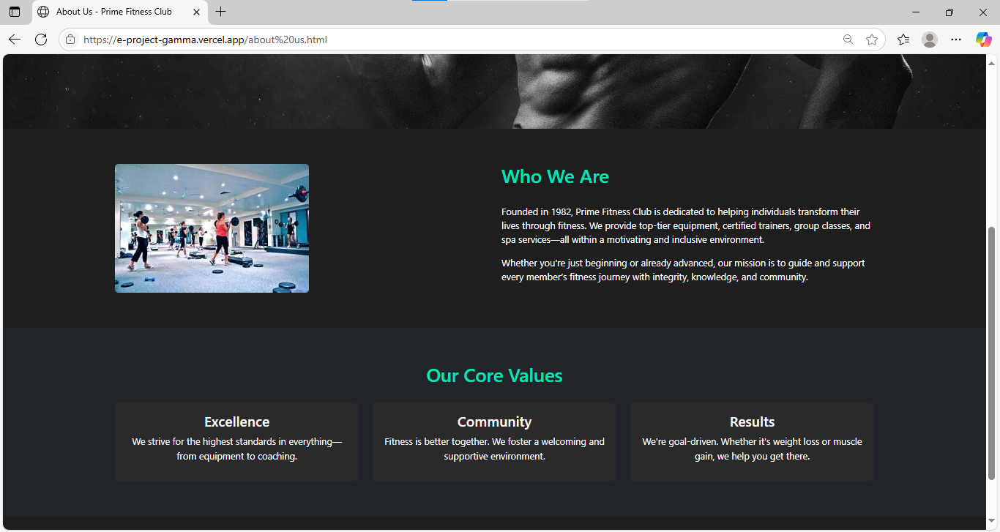 About Us - Prime Fitness Club
https://e-project-gamma.vercel.app/about%20us.html
Who We Are
Founded in 1982, Prime Fitness Club is dedicated to helping individuals transform their
lives through fitness. We provide top-tier equipment, certified trainers, group classes, and
spa services—all within a motivating and inclusive environment.
Whether you're just beginning or already advanced, our mission is to guide and support
every member's fitness journey with integrity, knowledge, and community.
Our Core Values
Excellence
We strive for the highest standards in everything—
from equipment to coaching.
Community
Fitness is better together. We foster a welcoming and
supportive environment.
Results
We're goal-driven. Whether it's weight loss or muscle
gain, we help you get there.